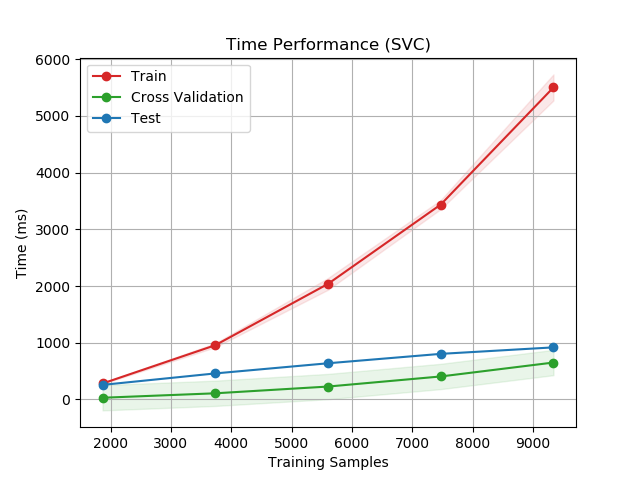 Time Performance (SVC)
Train
Cross Validation
Test
6000
5000
4000
3000
2000
1000
0
Time (ms)
2000 3000 4000 5000 6000 7000 8000 9000
Training Samples